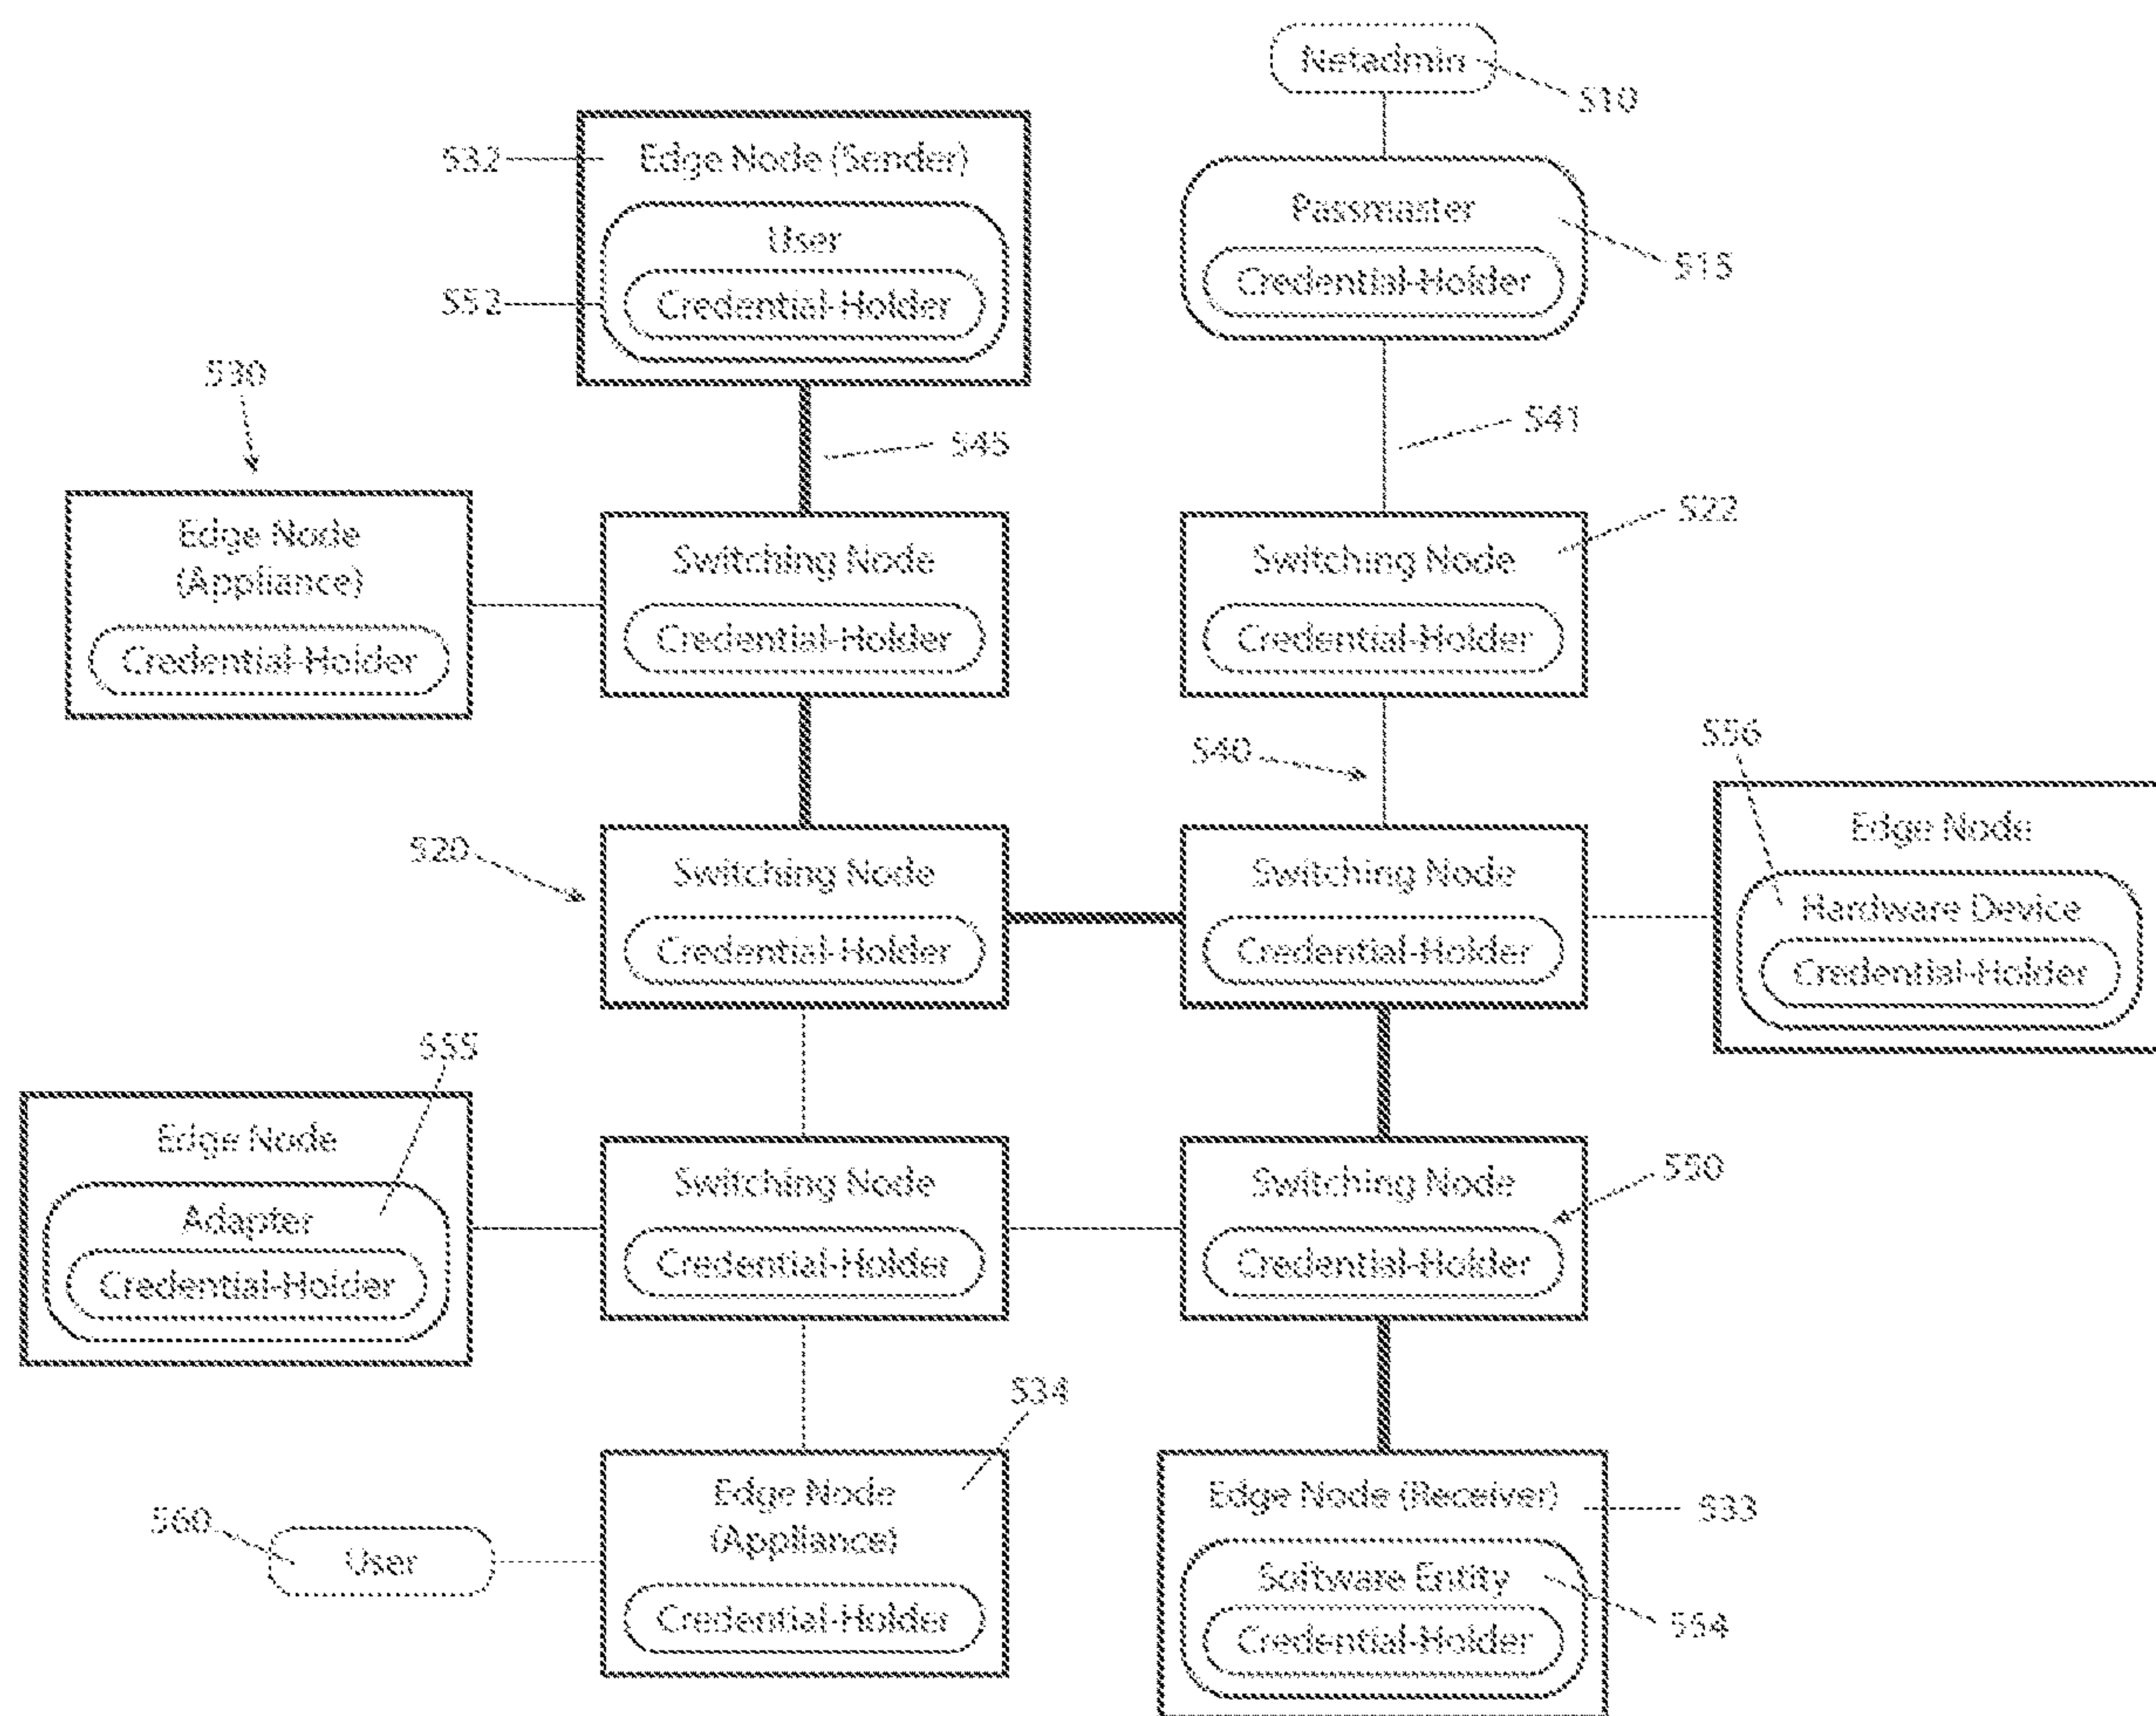 Netadmin
510
532
Edge Node (Sender)
User
552
Credential-Holder
Passmaster
Credential-Holder
515
530
545
541
Edge Node
(Appliance)
Credential-Holder
Switching Node
Credential-Holder
Switching Node
Credential-Holder
522
540
556
520
Switching Node
Credential-Holder
Switching Node
Credential-Holder
Edge Node
Hardware Device
Credential-Holder
555
Edge Node
Adapter
Credential-Holder
Switching Node
Credential-Holder
Switching Node
Credential-Holder
550
534
560
User
Edge Node
(Appliance)
Credential-Holder
Edge Node (Receiver)
533
Software Entity
Credential-Holder
554